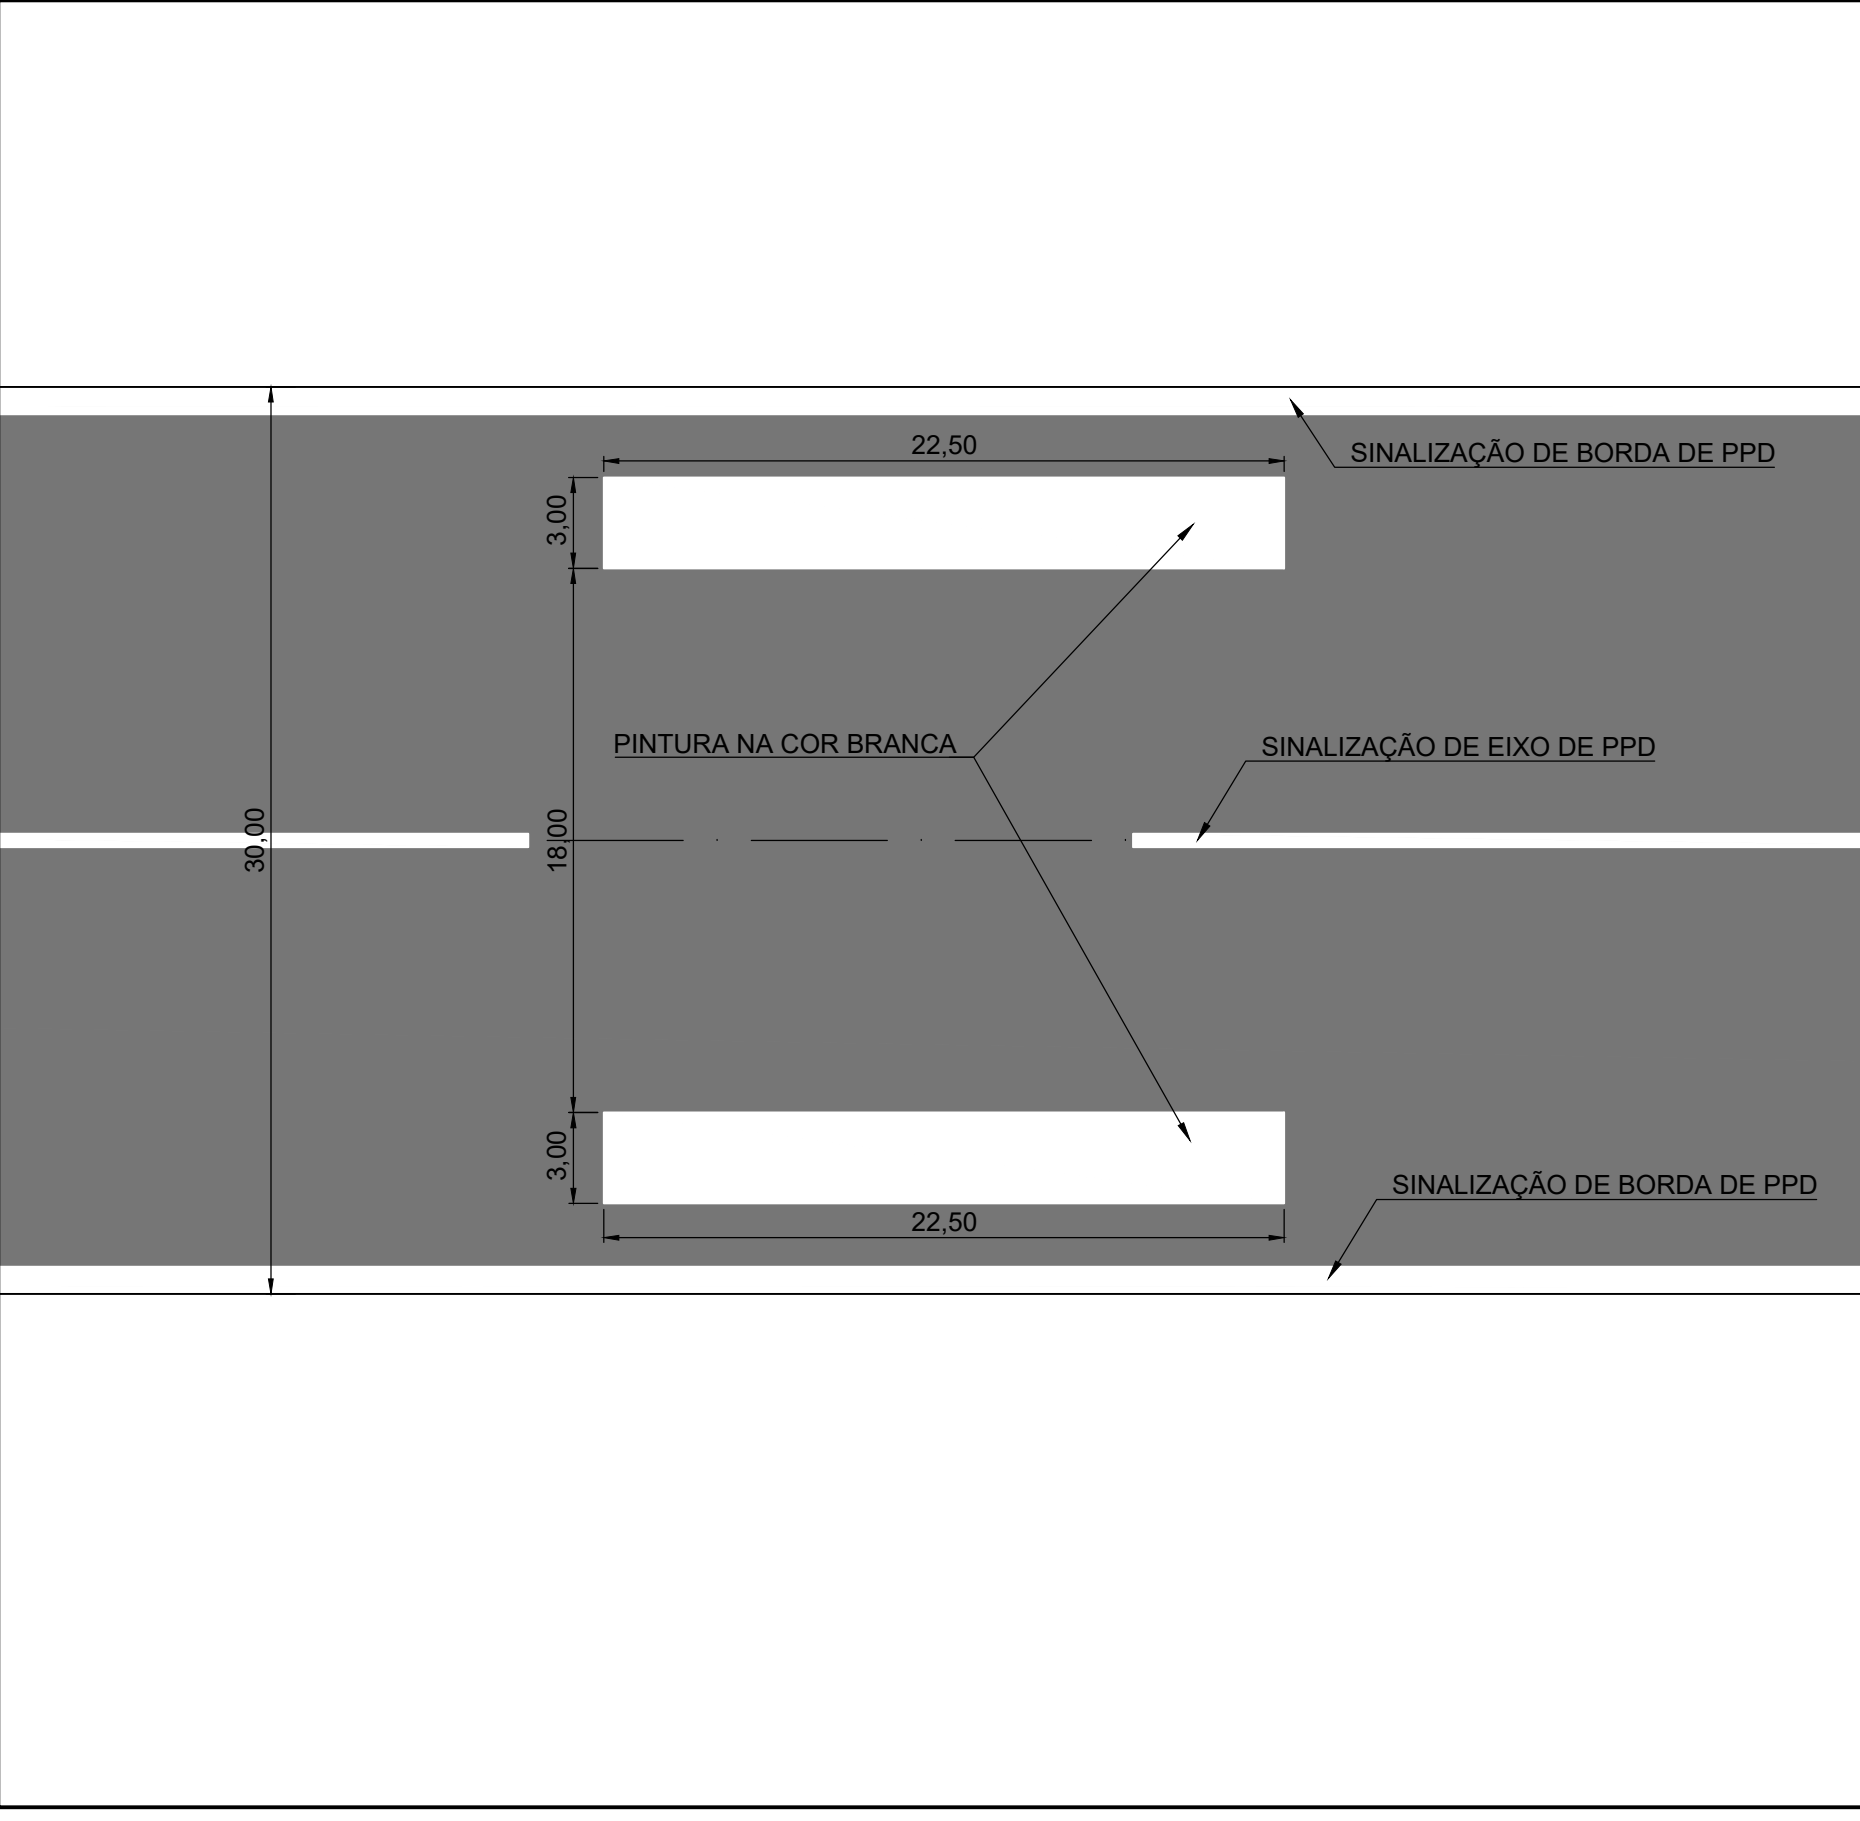 22,50
SINALIZAÇÃO DE BORDA DE PPD
3,00
PINTURA NA COR BRANCA
SINALIZAÇÃO DE EIXO DE PPD
30,00
18,00
3,00
SINALIZAÇÃO DE BORDA DE PPD
22,50